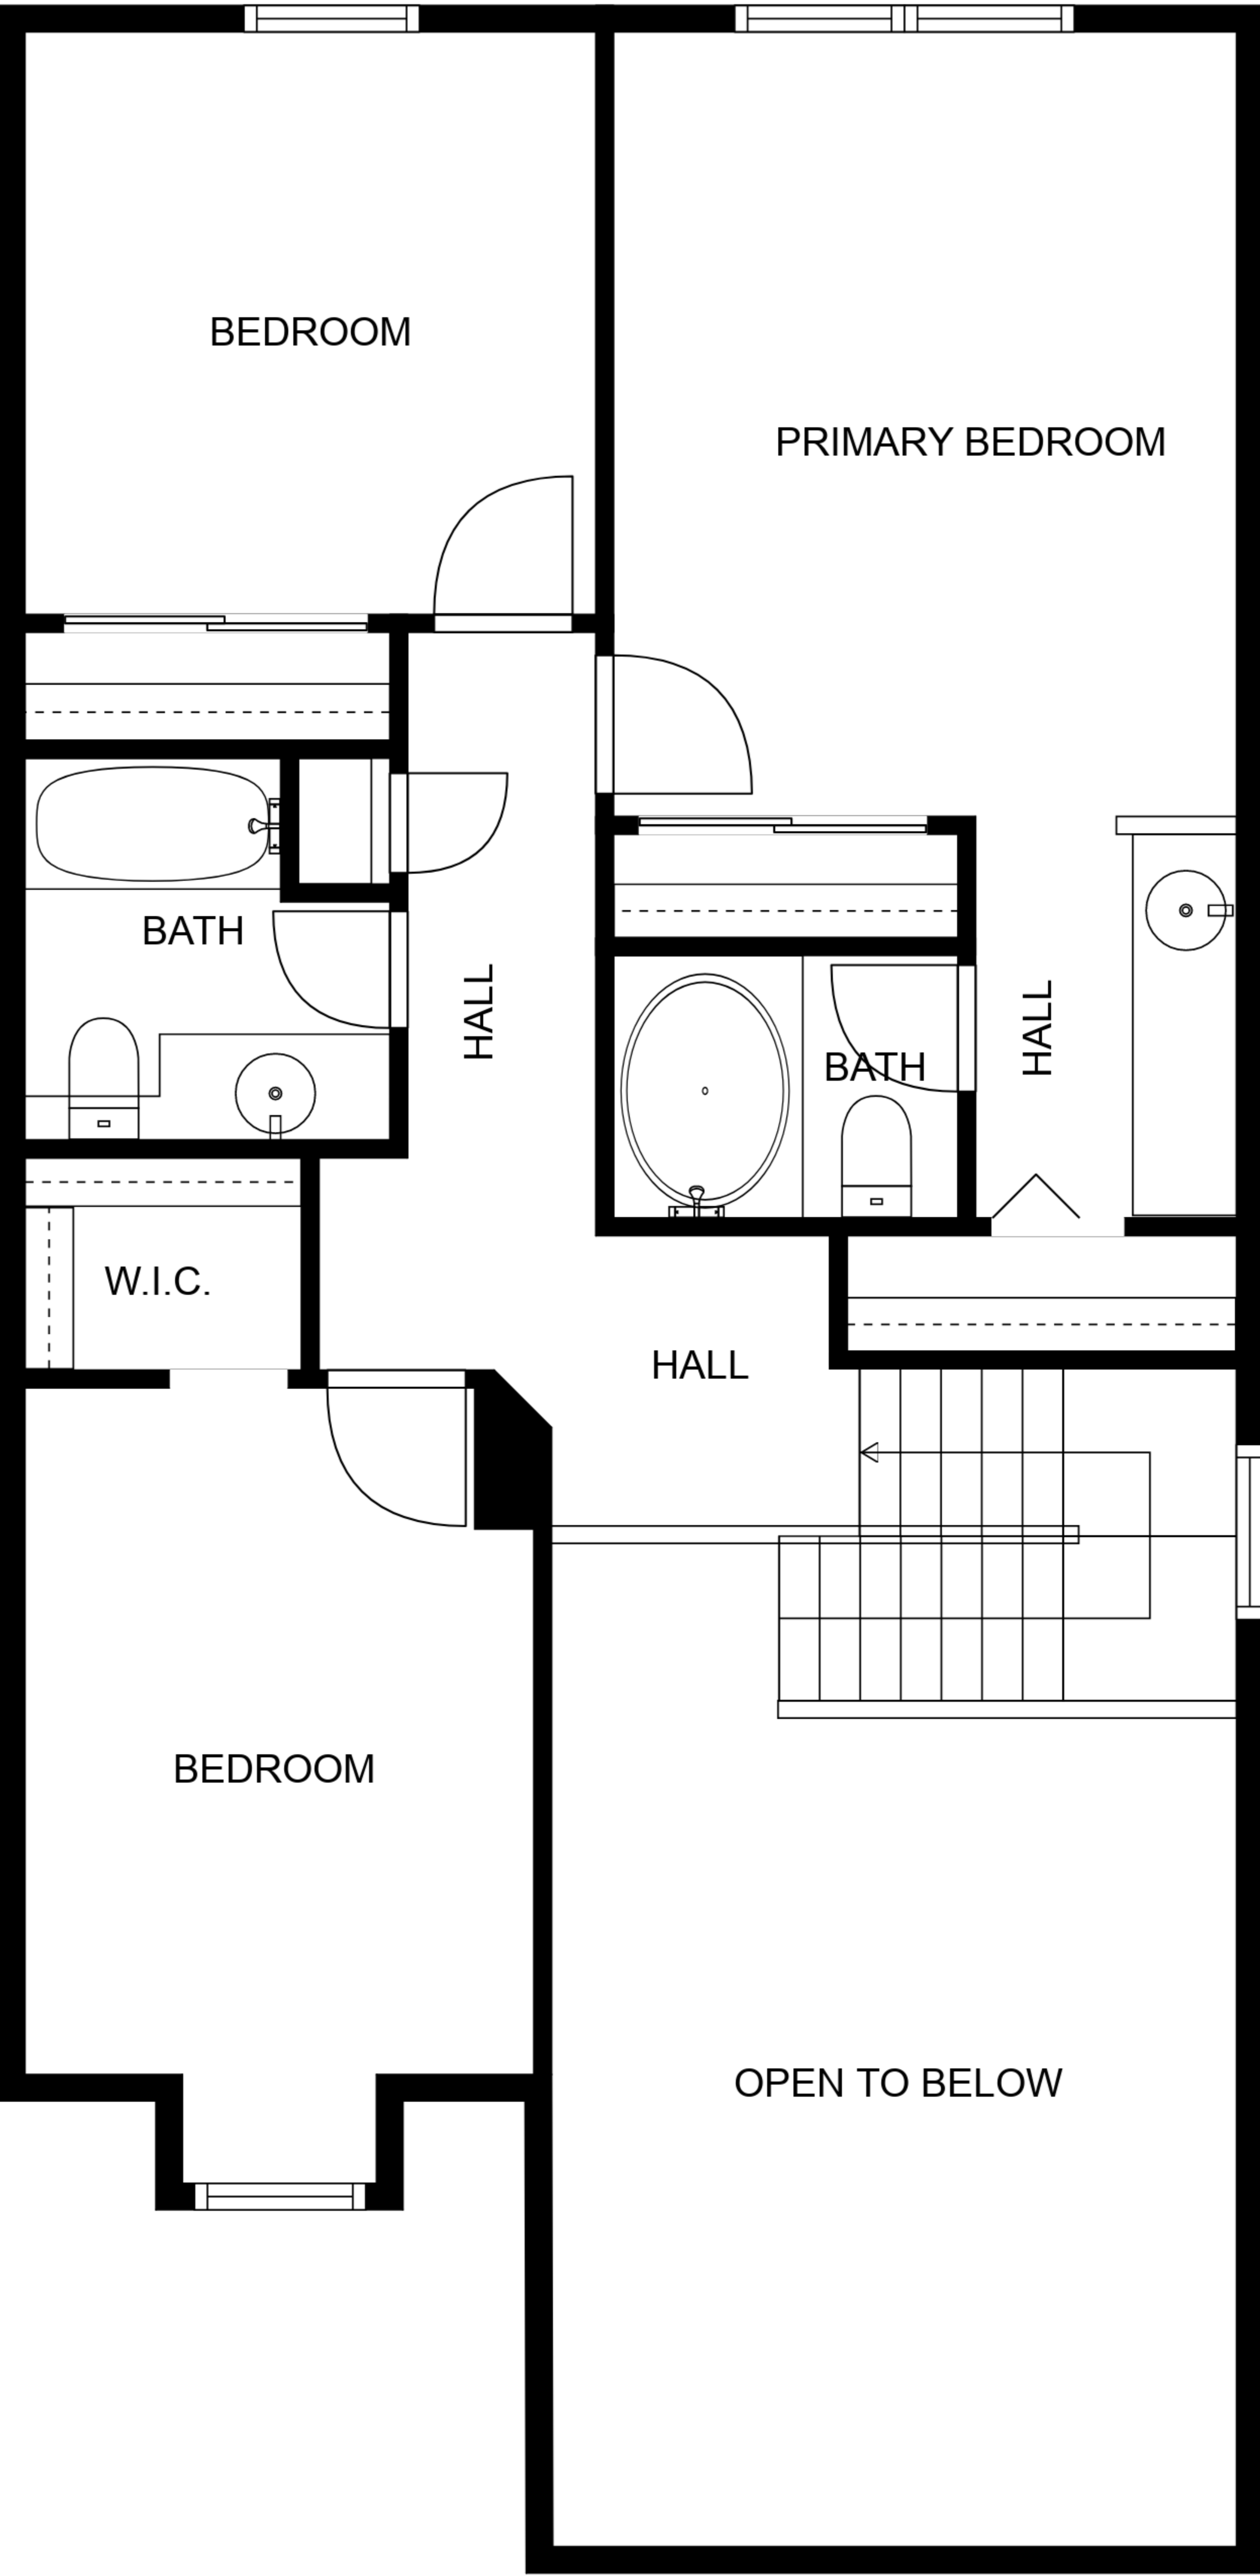 BEDROOM
PRIMARY BEDROOM
BATH
HALL
HALL
BATH
W.I.C.
HALL
BEDROOM
OPEN TO BELOW